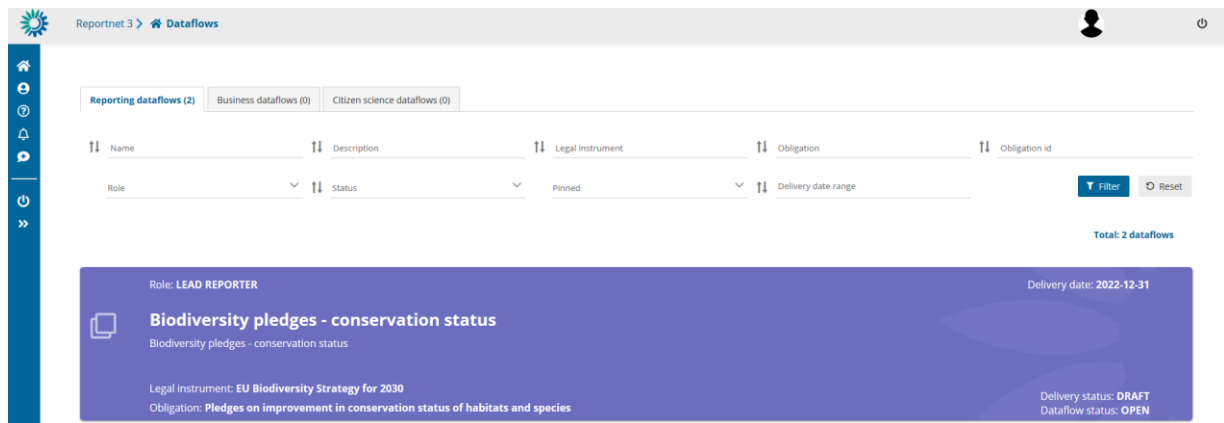 Reportnet 3 Dataflows
Reporting dataflows (2) Business dataflows (0) Citizen science dataflows (0)
Name Description Legal instrument Obligation Obligation id
Role Status Pinned Delivery date range Filter Reset
Total: 2 dataflows
Role: LEAD REPORTER Delivery date: 2022-12-31
Biodiversity pledges - conservation status
Biodiversity pledges - conservation status
Legal instrument: EU Biodiversity Strategy for 2030
Obligation: Pledges on improvement in conservation status of habitats and species
Delivery status: DRAFT
Dataflow status: OPEN